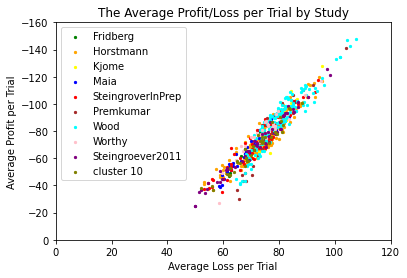 The Average Profit/Loss per Trial by Study
Average Profit per Trial
−160
−140
−120
−100
−80
−60
−40
−20
0
Fridberg
Horstmann
Kjome
Maia
SteingroverInPrep
Premkumar
Wood
Worthy
Steingroever2011
cluster 10
0 20 40 60 80 100 120
Average Loss per Trial